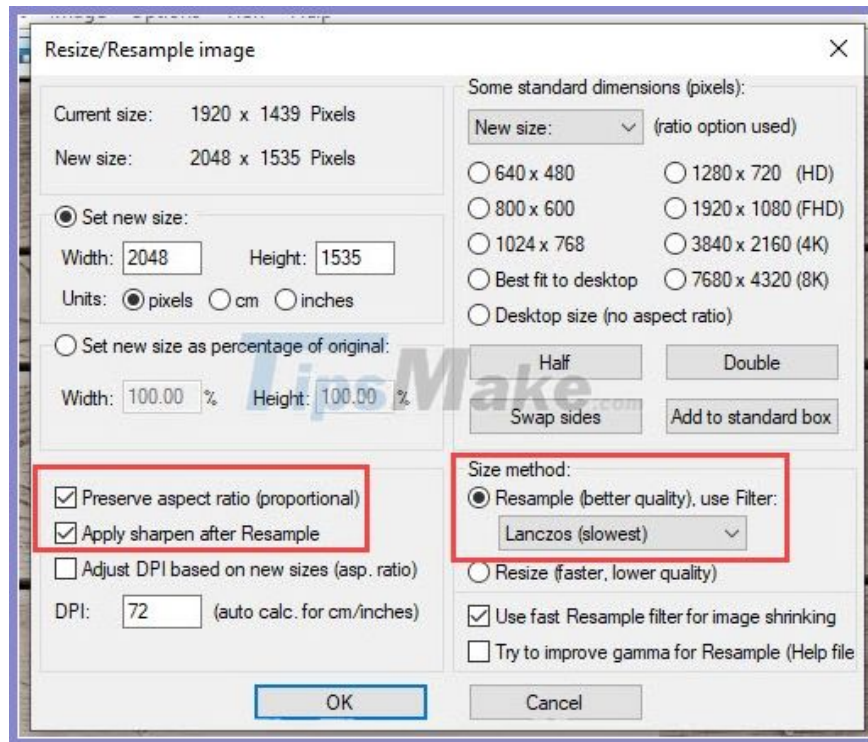 Resize/Resample image
Current size: 1920 x 1439 Pixels
New size: 2048 x 1535 Pixels
Set new size:
Width: 2048 Height: 1535
Units: pixels cm inches
Set new size as percentage of original:
Width: 100.00 % Height: 100.00 %
Preserve aspect ratio (proportional)
Apply sharpen after Resample
Adjust DPI based on new sizes (asp. ratio)
DPI: 72 (auto calc. for cm/inches)
Some standard dimensions (pixels):
New size: (ratio option used)
640 x 480 1280 x 720 (HD)
800 x 600 1920 x 1080 (FHD)
1024 x 768 3840 x 2160 (4K)
Best fit to desktop 7680 x 4320 (8K)
Desktop size (no aspect ratio)
Half Double
Swap sides Add to standard box
Size method:
Resample (better quality), use Filter:
Lanczos (slowest)
Resize (faster, lower quality)
Use fast Resample filter for image shrinking
Try to improve gamma for Resample (Help file
OK Cancel
TipsMake.com